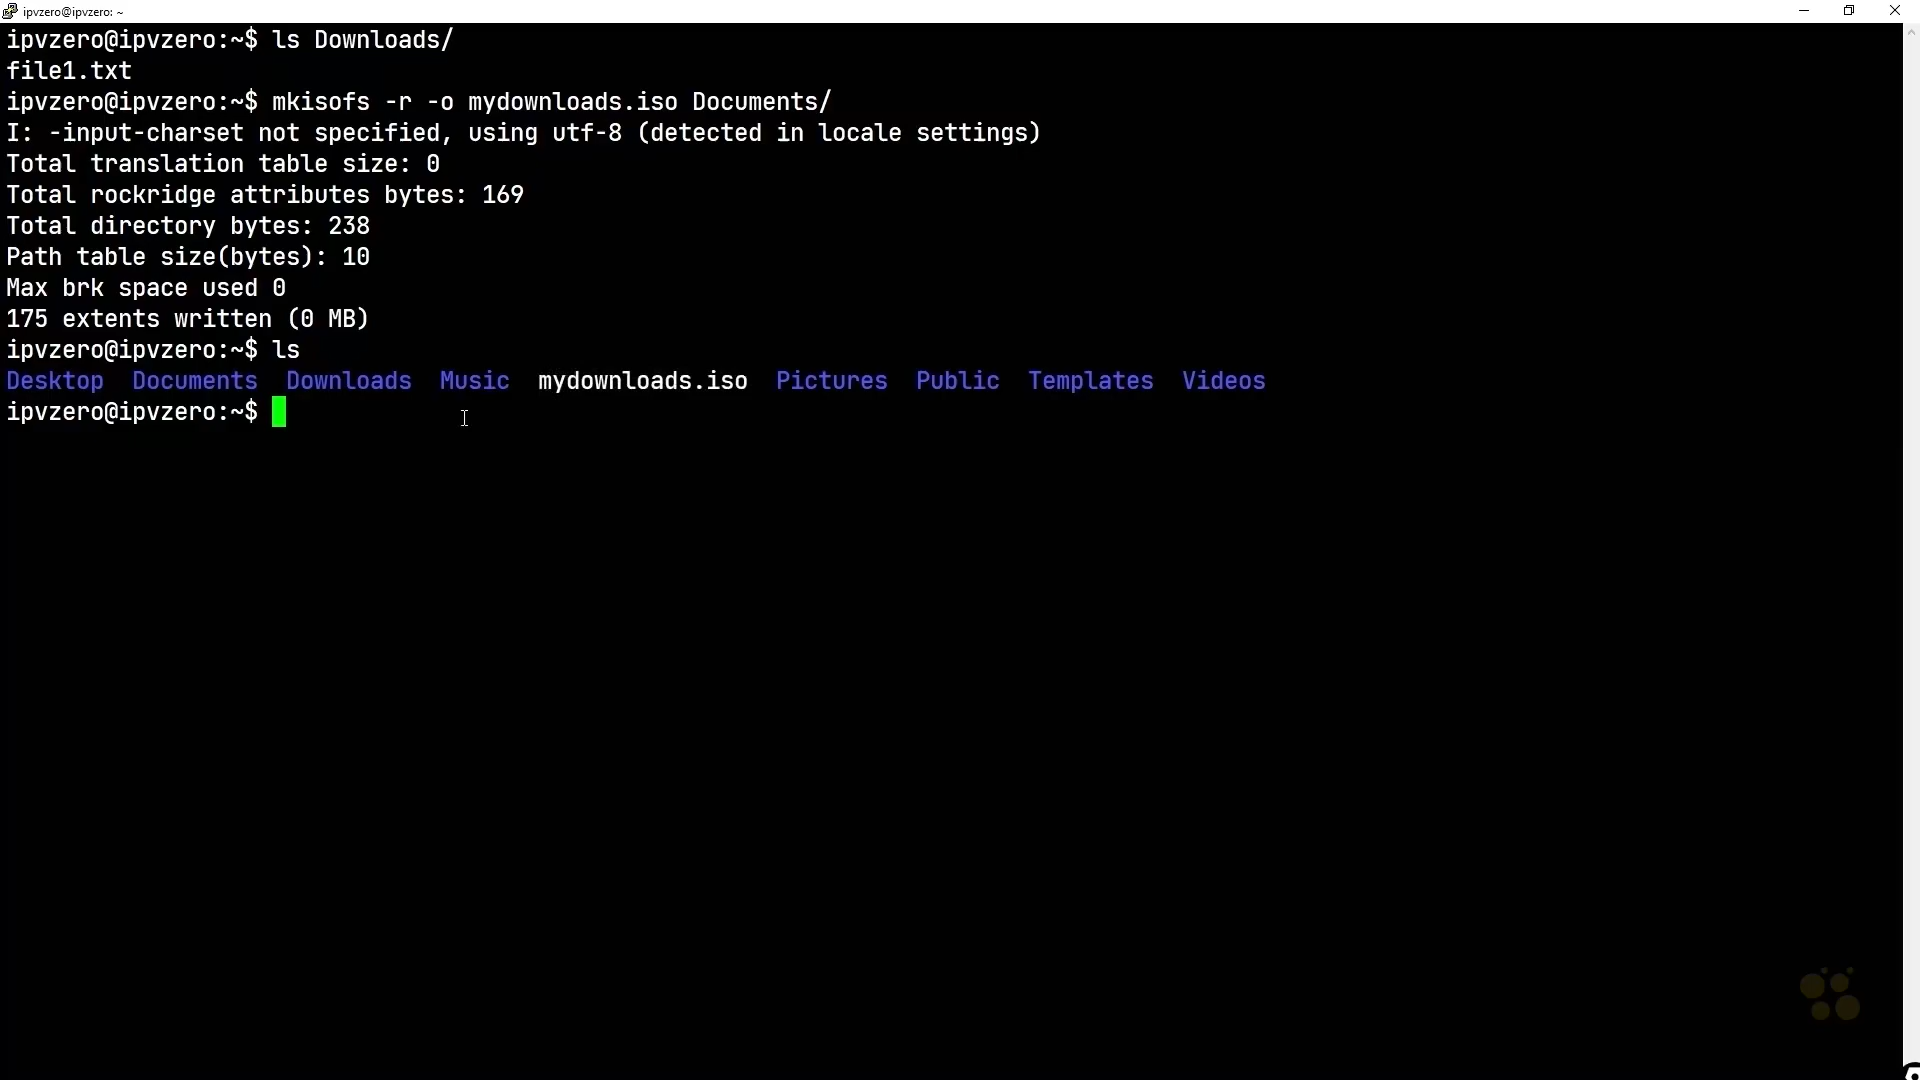 ipvzero@ipvzero: ~
ipvzero@ipvzero:~$ ls Downloads/
file1.txt
ipvzero@ipvzero:~$ mkisofs -r -o mydownloads.iso Documents/
I: -input-charset not specified, using utf-8 (detected in locale settings)
Total translation table size: 0
Total rockridge attributes bytes: 169
Total directory bytes: 238
Path table size(bytes): 10
Max brk space used 0
175 extents written (0 MB)
ipvzero@ipvzero:~$ ls
Desktop  Documents  Downloads  Music  mydownloads.iso  Pictures  Public  Templates  Videos
ipvzero@ipvzero:~$